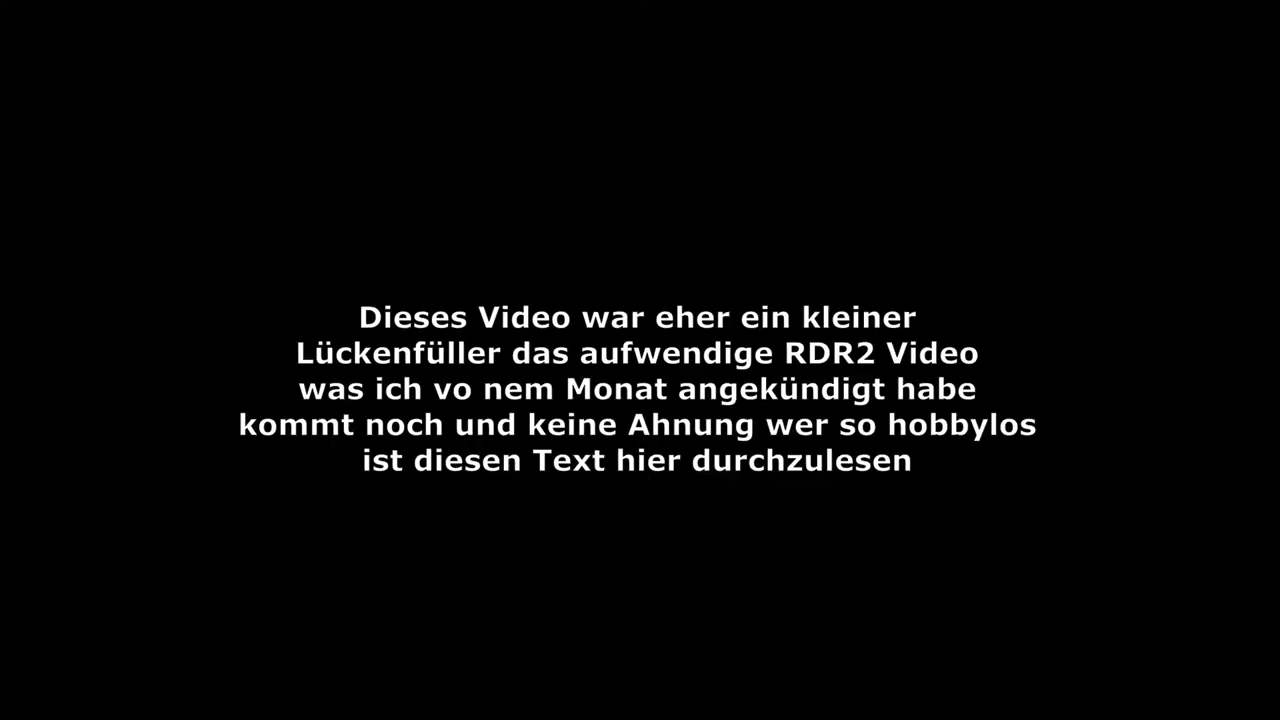 Dieses Video war eher ein kleiner
Lückenfüller das aufwendige RDR2 Video
was ich vo nem Monat angekündigt habe
kommt noch und keine Ahnung wer so hobbylos
ist diesen Text hier durchzulesen